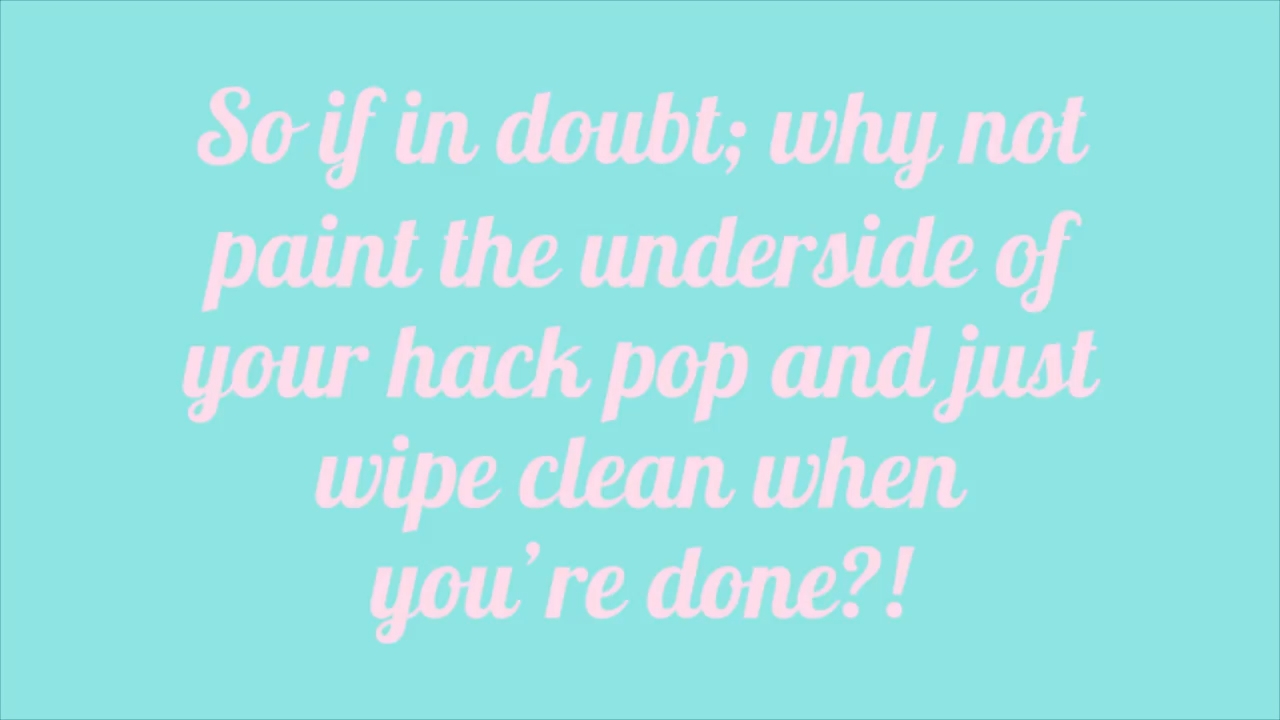 So if in doubt; why not
paint the underside of
your hack pop and just
wipe clean when
you're done?!